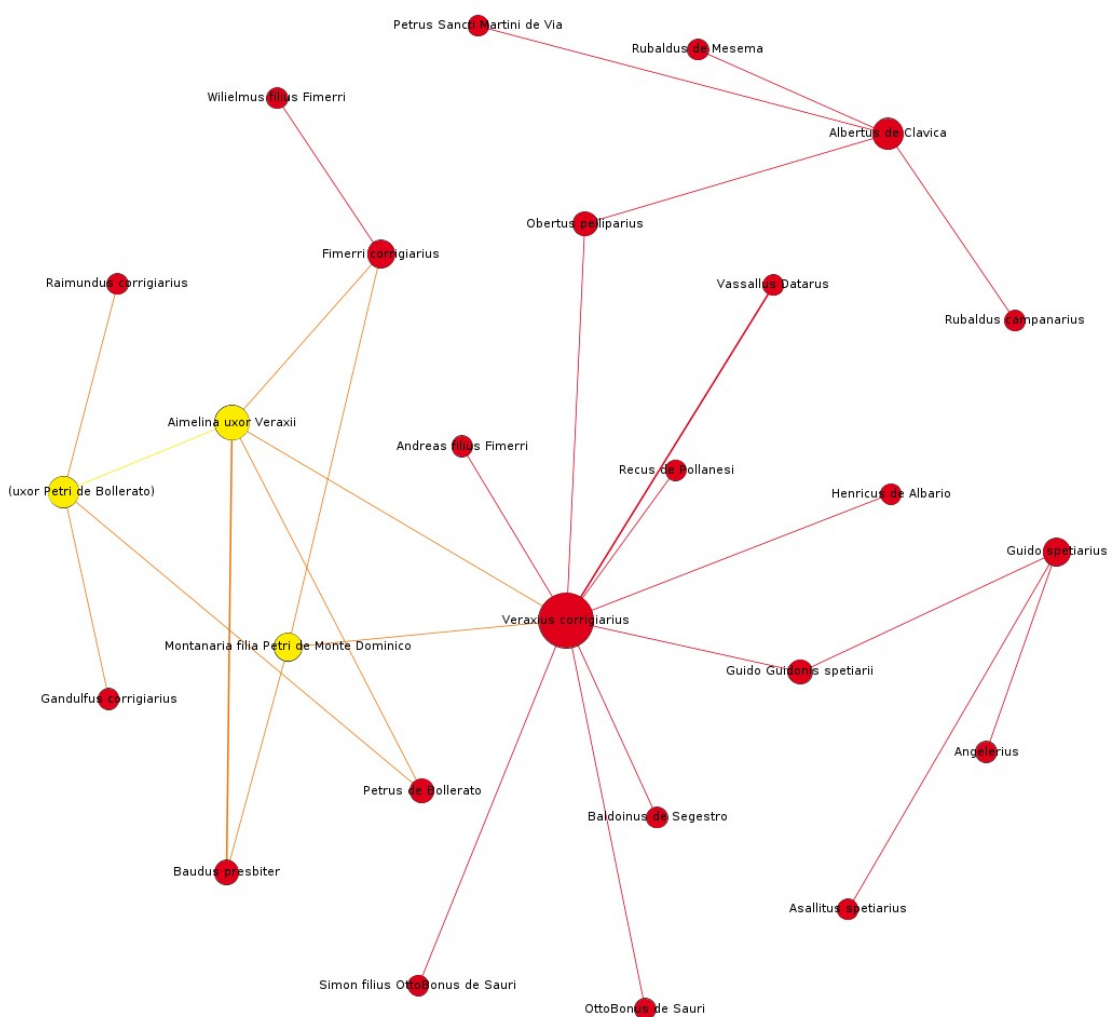 Petrus Sancti Martini de Via
Rubaldus de Mesema
Wilielmus filius Fimerri
Albertus de Clavica
Obertus pelliparius
Fimerri corrigiarius
Raimundus corrigiarius
Vassallus Datarus
Rubaldus campanarius
Aimelina uxor Veraxii
Andreas filius Fimerri
Recus de Pollanesi
(uxor Petri de Bollerato)
Henricus de Albario
Guido spetiarius
Veraxius corrigiarius
Montanaria filia Petri de Monte Dominico
Guido Guidonis spetiarii
Gandulfus corrigiarius
Angelerius
Petrus de Bollerato
Baldoinus de Segestro
Baudus presbiter
Asallitus spetiarius
Simon filius OttoBonus de Sauri
OttoBonus de Sauri